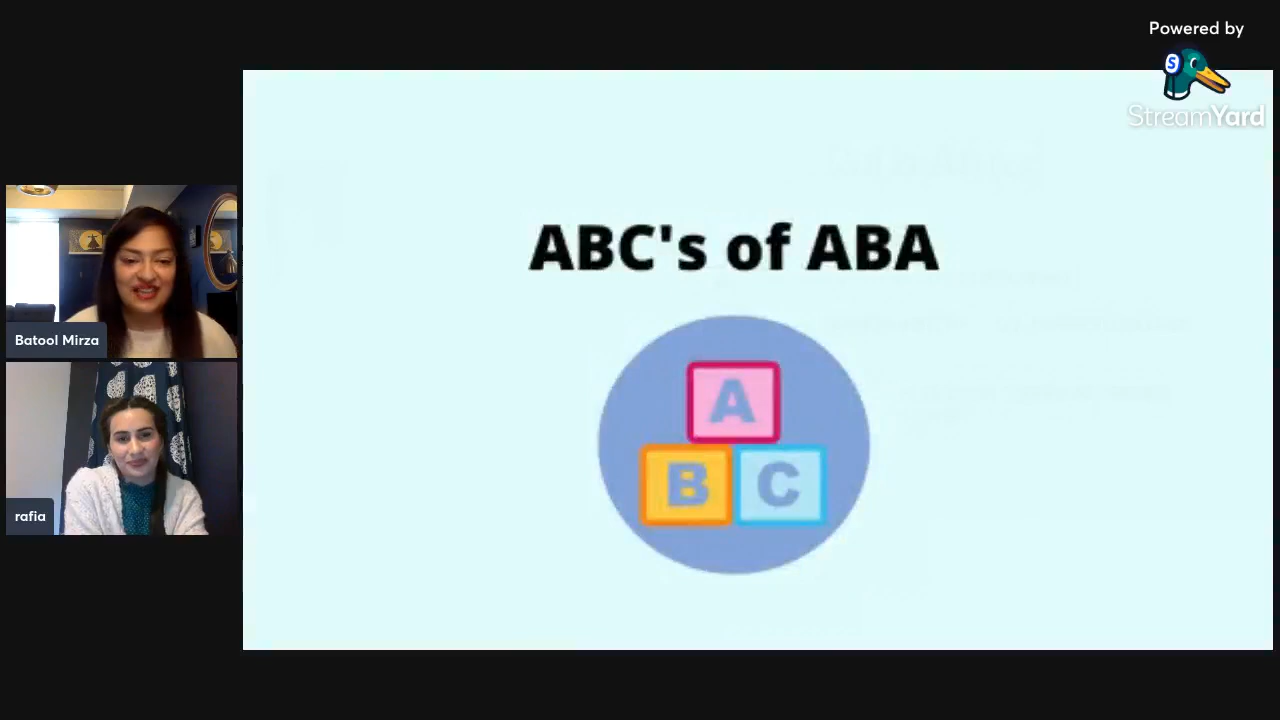 Powered by
StreamYard
ABC's of ABA
A
B C
Batool Mirza
rafia